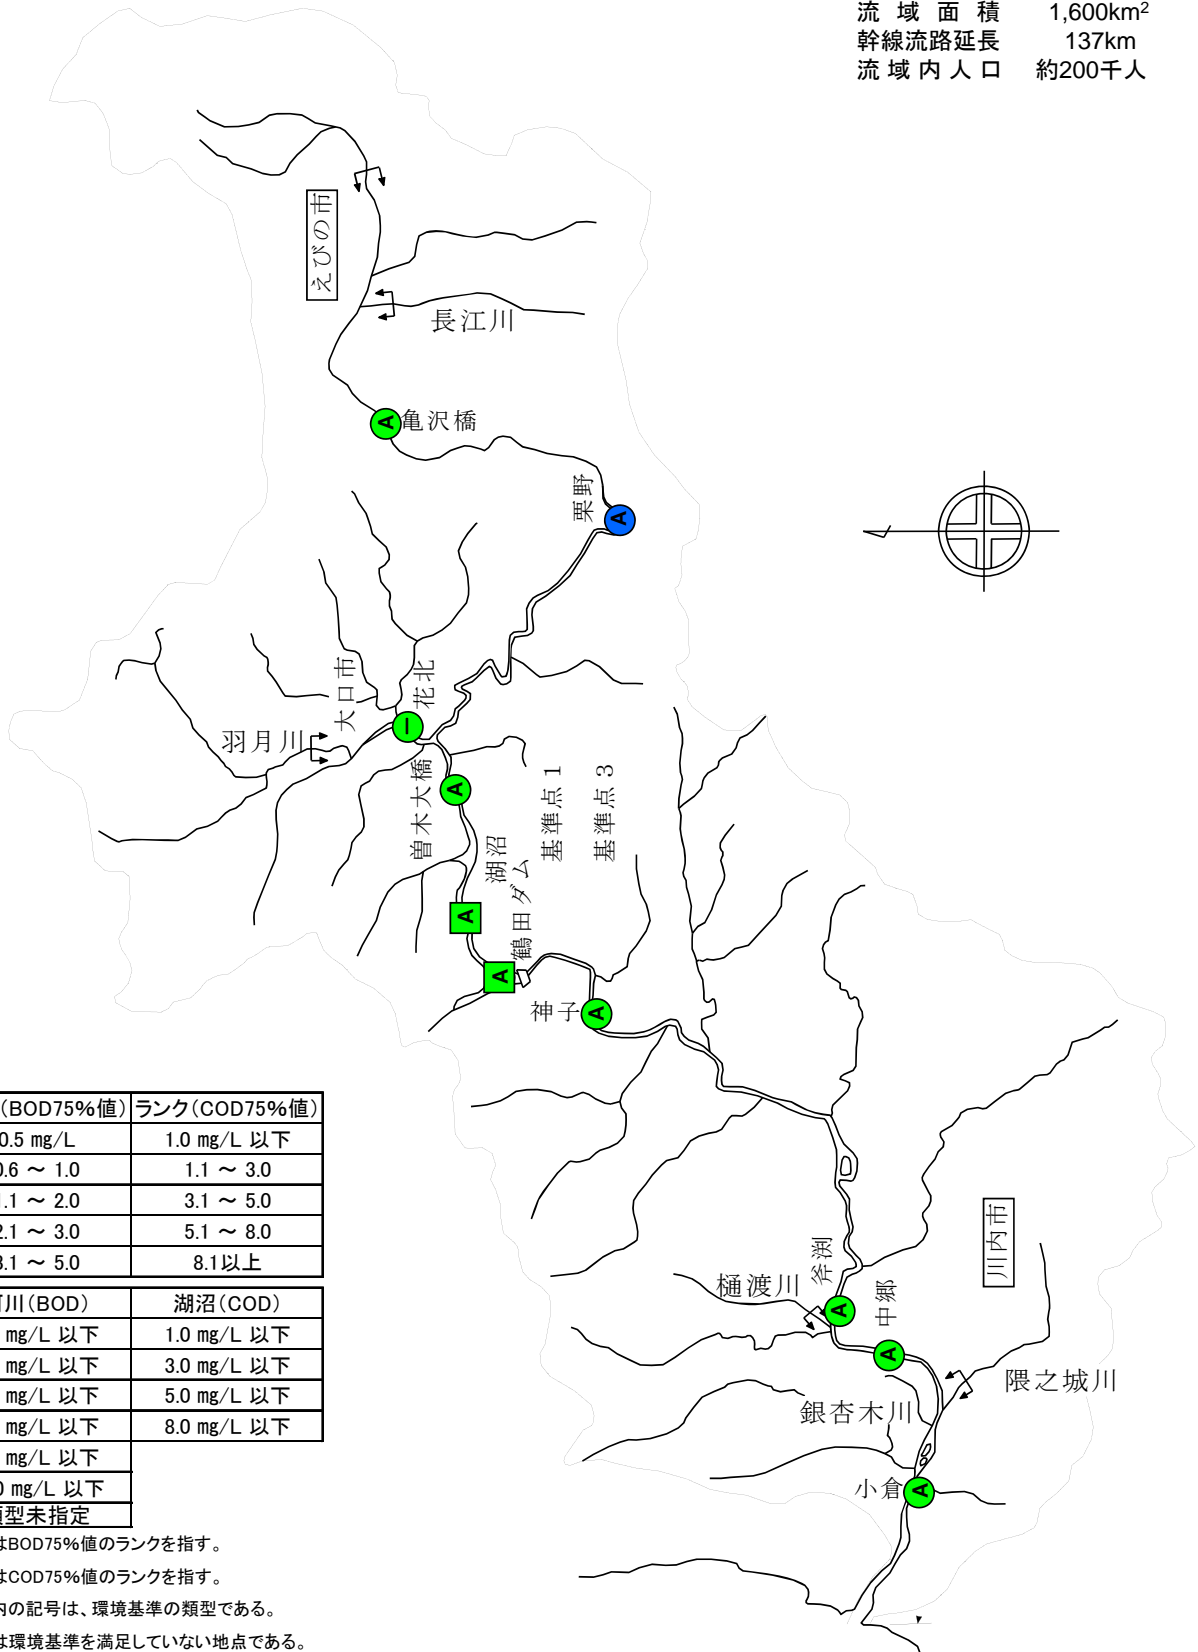 流域面積 1,600km²
幹線流路延長 137km
流域内人口 約200千人
えびの市
長江川
A
亀沢橋
栗野
A
大口市
花北
羽月川
ー
曽木大橋
A
湖沼
基準点1
基準点3
鶴田ダム
A
A
神子
A
(BOD75%値) ランク(COD75%値)
0.5 mg/L 1.0 mg/L 以下
0.6 ～ 1.0 1.1 ～ 3.0
1.1 ～ 2.0 3.1 ～ 5.0
2.1 ～ 3.0 5.1 ～ 8.0
3.1 ～ 5.0 8.1以上
河川(BOD) 湖沼(COD)
mg/L 以下 1.0 mg/L 以下
mg/L 以下 3.0 mg/L 以下
mg/L 以下 5.0 mg/L 以下
mg/L 以下 8.0 mg/L 以下
mg/L 以下
0 mg/L 以下
類型未指定
はBOD75%値のランクを指す。
はCOD75%値のランクを指す。
内の記号は、環境基準の類型である。
は環境基準を満足していない地点である。
川内市
斧渕
樋渡川
A
中郷
A
隈之城川
銀杏木川
小倉
A